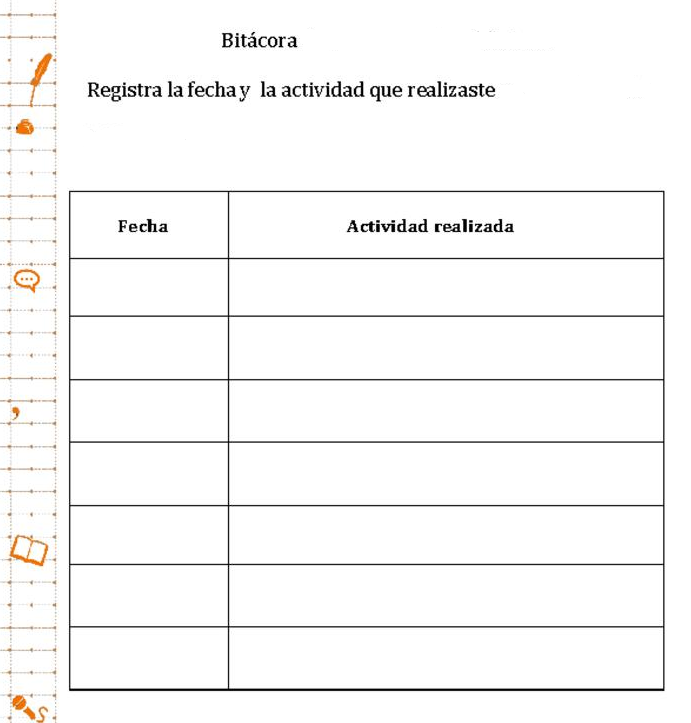 Bitácora
Registra la fecha y la actividad que realizaste
Fecha
Actividad realizada